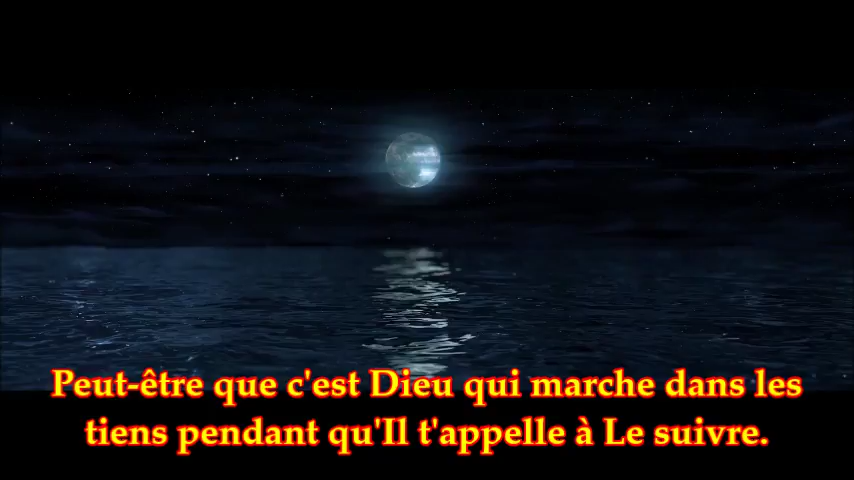 Peut-être que c'est Dieu qui marche dans les
tiens pendant qu'Il t'appelle à Le suivre.